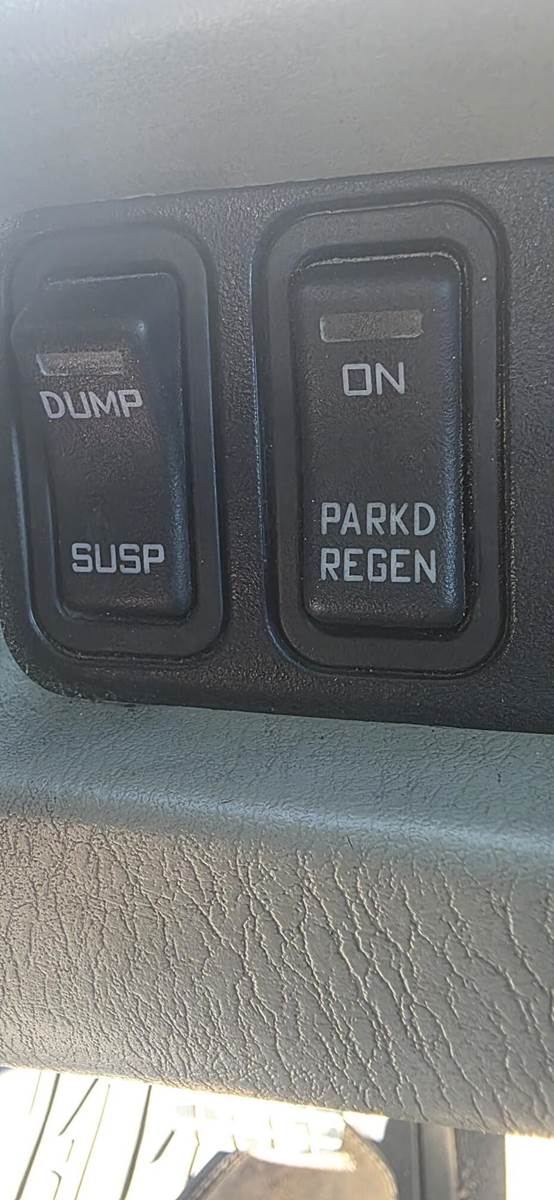 DUMP
SUSP
ON
PARKD
REGEN